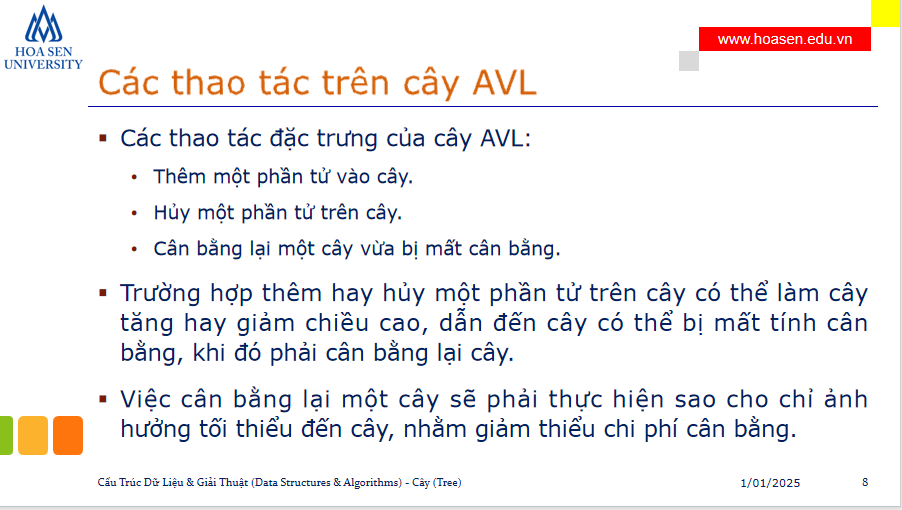 HOA SEN
UNIVERSITY
www.hoasen.edu.vn
Các thao tác trên cây AVL
Các thao tác đặc trưng của cây AVL:
Thêm một phần tử vào cây.
Hủy một phần tử trên cây.
Cân bằng lại một cây vừa bị mất cân bằng.
Trường hợp thêm hay hủy một phần tử trên cây có thể làm cây
tăng hay giảm chiều cao, dẫn đến cây có thể bị mất tính cân
bằng, khi đó phải cân bằng lại cây.
Việc cân bằng lại một cây sẽ phải thực hiện sao cho chỉ ảnh
hưởng tối thiểu đến cây, nhằm giảm thiểu chi phí cân bằng.
Cấu Trúc Dữ Liệu & Giải Thuật (Data Structures & Algorithms) - Cây (Tree)
1/01/2025
8